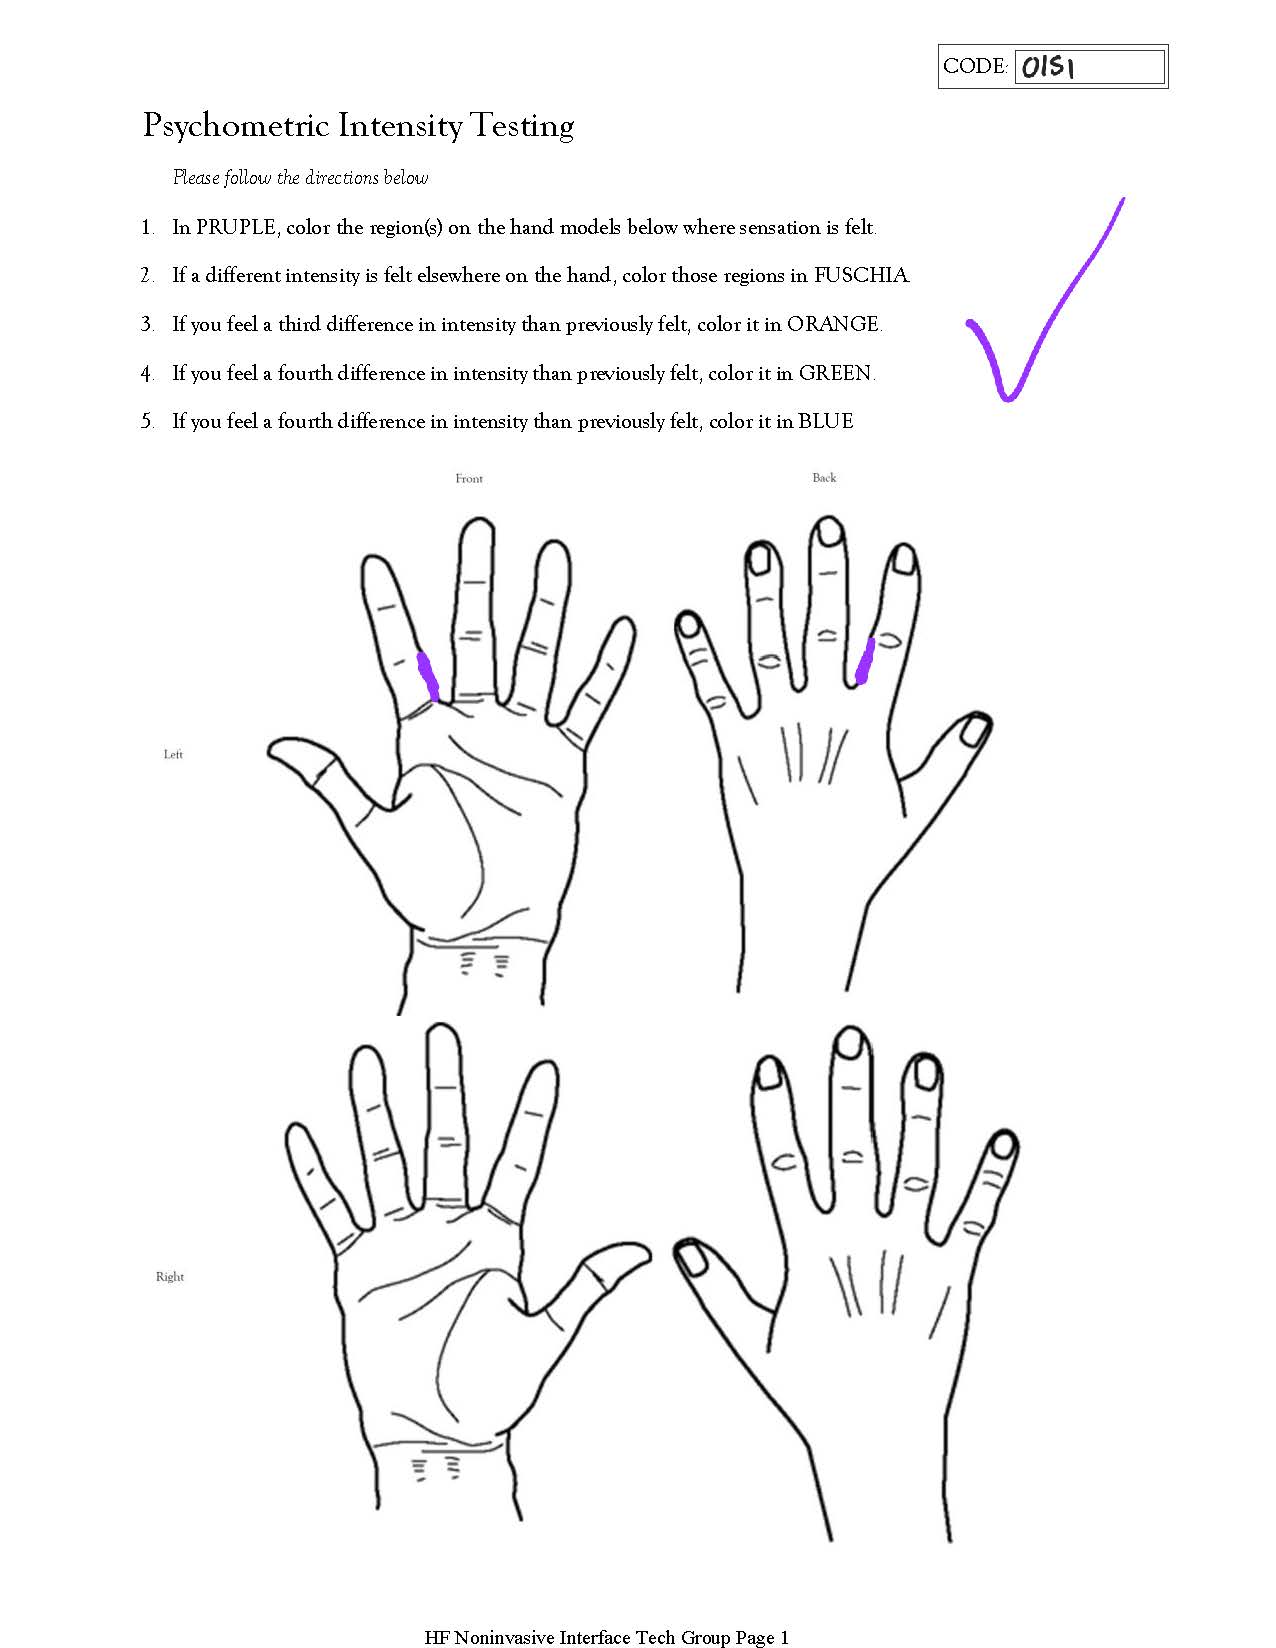 CODE: 01S1
Psychometric Intensity Testing
Please follow the directions below
1. In PRUPLE, color the region(s) on the hand models below where sensation is felt.
2. If a different intensity is felt elsewhere on the hand, color those regions in FUSCHIA.
3. If you feel a third difference in intensity than previously felt, color it in ORANGE.
4. If you feel a fourth difference in intensity than previously felt, color it in GREEN.
5. If you feel a fourth difference in intensity than previously felt, color it in BLUE
Front Back
Left
Right
HF Noninvasive Interface Tech Group Page 1